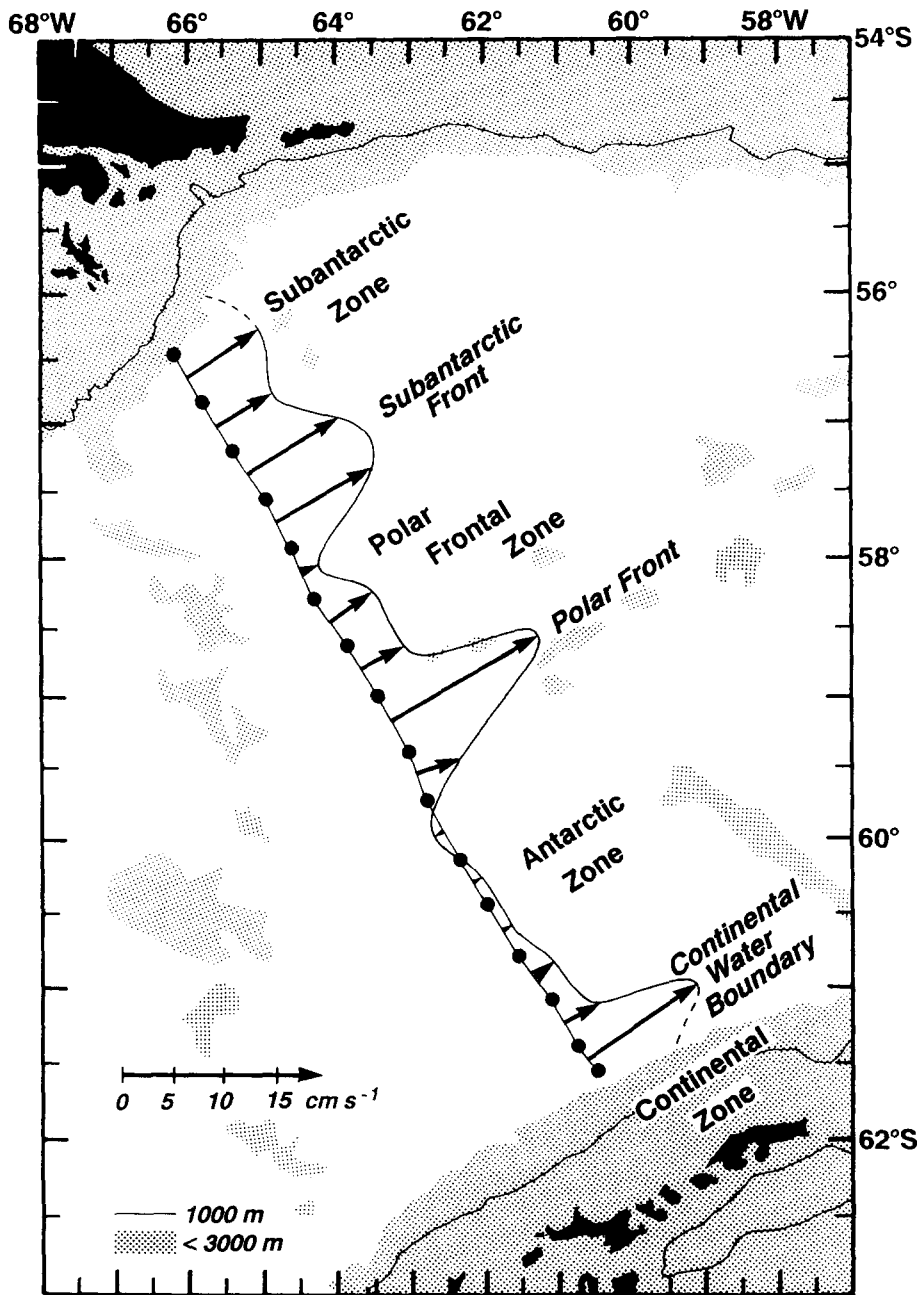 68°W 66° 64° 62° 60° 58°W
54°S
Subantarctic
Zone
56°
Subantarctic
Front
Polar
Frontal
Zone
58°
Polar Front
Antarctic
Zone
60°
Continental
Water
Boundary
Continental
Zone
0 5 10 15 cm s⁻¹
62°S
1000 m
< 3000 m